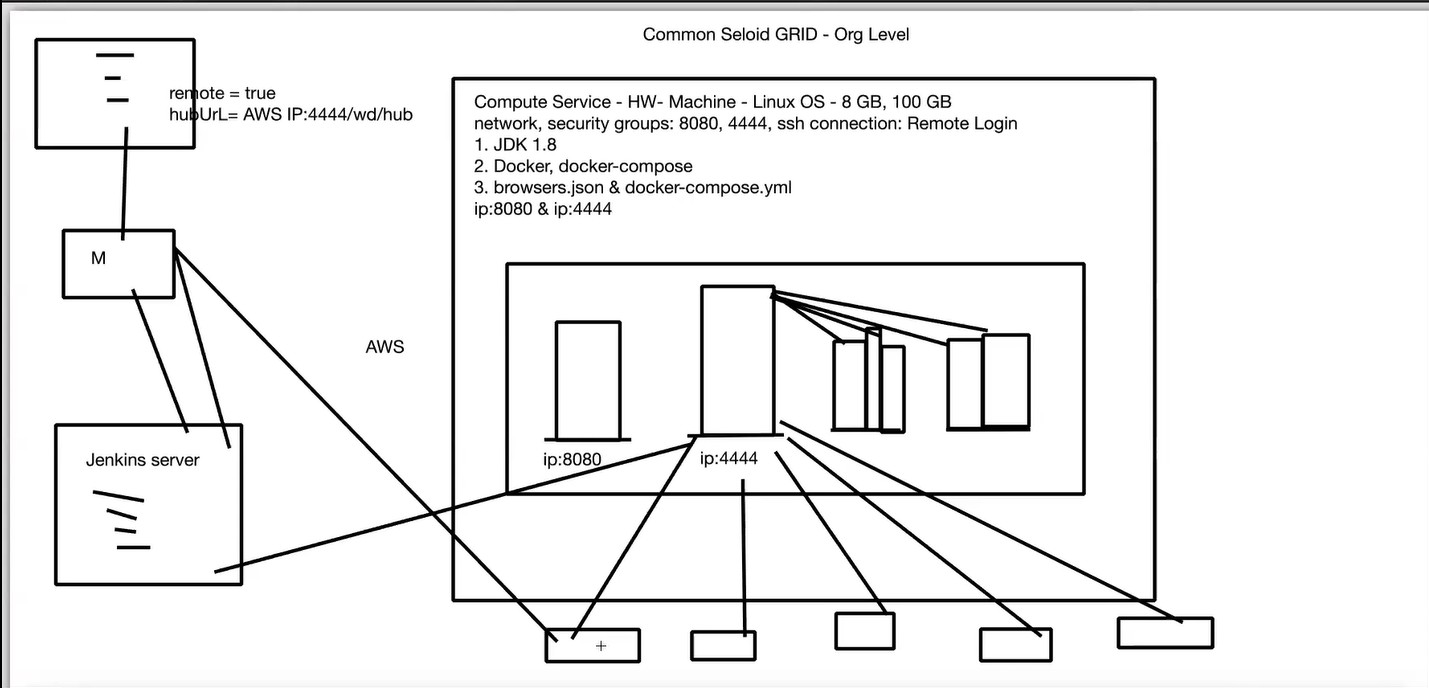 Common Seloid GRID - Org Level
remote = true
hubUrL= AWS IP:4444/wd/hub
Compute Service - HW- Machine - Linux OS - 8 GB, 100 GB
network, security groups: 8080, 4444, ssh connection: Remote Login
1. JDK 1.8
2. Docker, docker-compose
3. browsers.json & docker-compose.yml
ip:8080 & ip:4444
M
AWS
Jenkins server
ip:8080
ip:4444